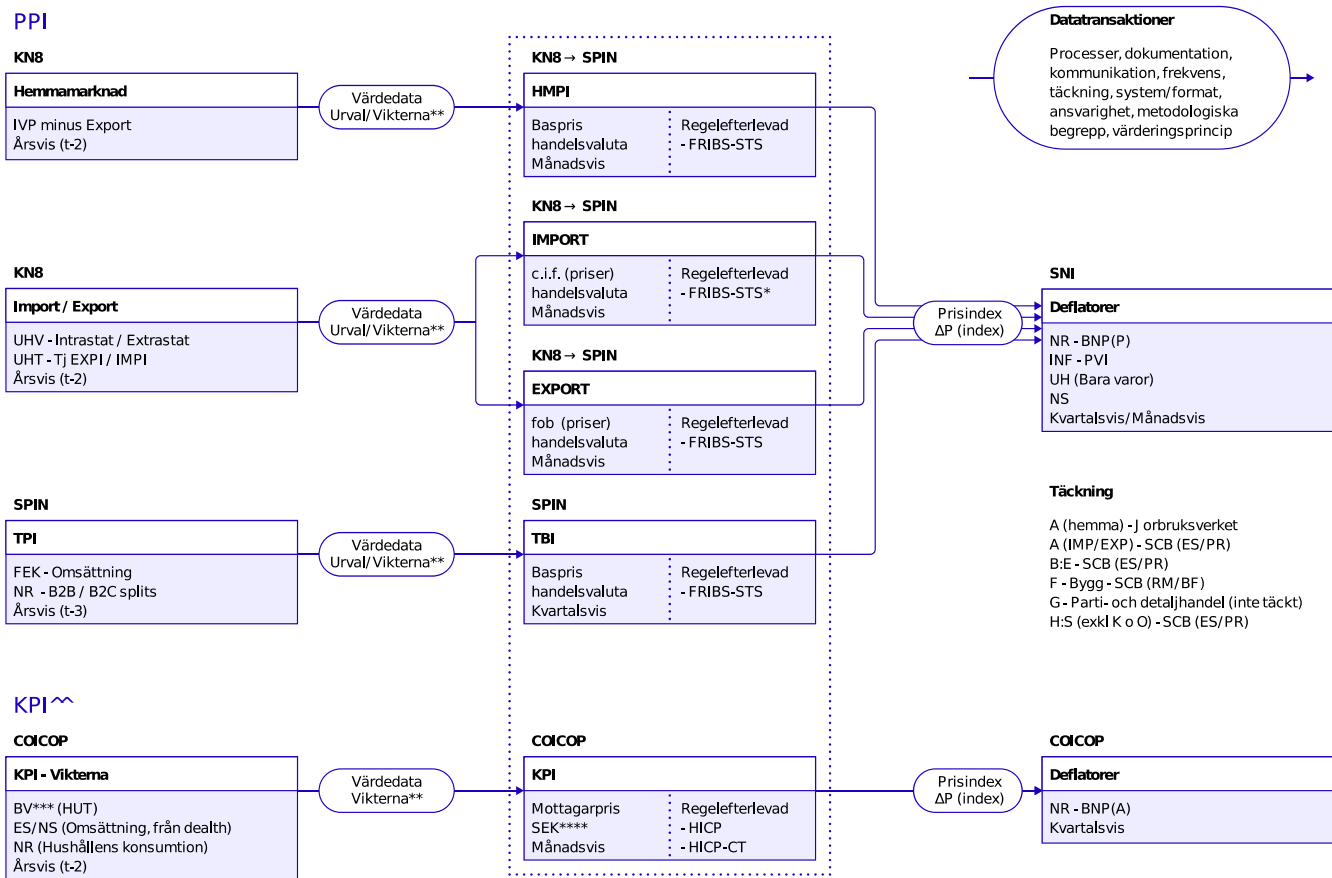 PPI
KN8
Hemmamarknad
IVP minus Export
Årsvis (t-2)
Värdedata
Urval/Vikterna**
KN8 → SPIN
HMPI
Baspris
handelsvaluta
Månadsvis
Regelefterlevad
- FRIBS-STS
Datatransaktioner
Processer, dokumentation,
kommunikation, frekvens,
täckning, system/format,
ansvarighet, metodologiska
begrepp, värderingsprincip
KN8
Import / Export
UHV - Intrastat / Extrastat
UHT - Tj EXPI / IMPI
Årsvis (t-2)
Värdedata
Urval/Vikterna**
KN8 → SPIN
IMPORT
c.i.f. (priser)
handelsvaluta
Månadsvis
Regelefterlevad
- FRIBS-STS*
KN8 → SPIN
EXPORT
fob (priser)
handelsvaluta
Månadsvis
Regelefterlevad
- FRIBS-STS
Prisindex
ΔP (index)
SNI
Deflatorer
NR - BNP(P)
INF - PVI
UH (Bara varor)
NS
Kvartalsvis/Månadsvis
SPIN
TPI
FEK - Omsättning
NR - B2B / B2C splits
Årsvis (t-3)
Värdedata
Urval/Vikterna**
SPIN
TBI
Baspris
handelsvaluta
Kvartalsvis
Regelefterlevad
- FRIBS-STS
Täckning
A (hemma) - Jorbruksverket
A (IMP/EXP) - SCB (ES/PR)
B:E - SCB (ES/PR)
F - Bygg - SCB (RM/BF)
G - Parti- och detaljhandel (inte täckt)
H:S (exkl K o O) - SCB (ES/PR)
KPI^^
COICOP
KPI - Vikterna
BV*** (HUT)
ES/NS (Omsättning, från dealth)
NR (Hushållens konsumtion)
Årsvis (t-2)
Värdedata
Vikterna**
COICOP
KPI
Mottagarpris
SEK****
Månadsvis
Regelefterlevad
- HICP
- HICP-CT
Prisindex
ΔP (index)
COICOP
Deflatorer
NR - BNP(A)
Kvartalsvis